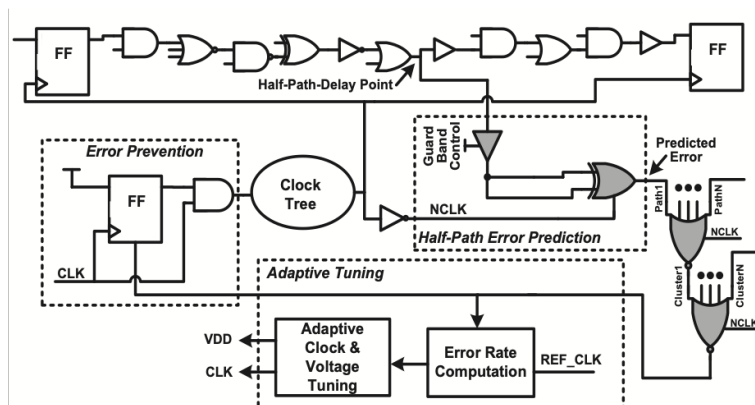 FF
FF
Half-Path-Delay Point
Error Prevention
FF
CLK
Clock
Tree
NCLK
Guard
Band
Control
Half-Path Error Prediction
Predicted
Error
Path1
PathN
NCLK
Cluster1
ClusterN
NCLK
Adaptive Tuning
VDD
CLK
Adaptive
Clock &
Voltage
Tuning
Error Rate
Computation
REF_CLK